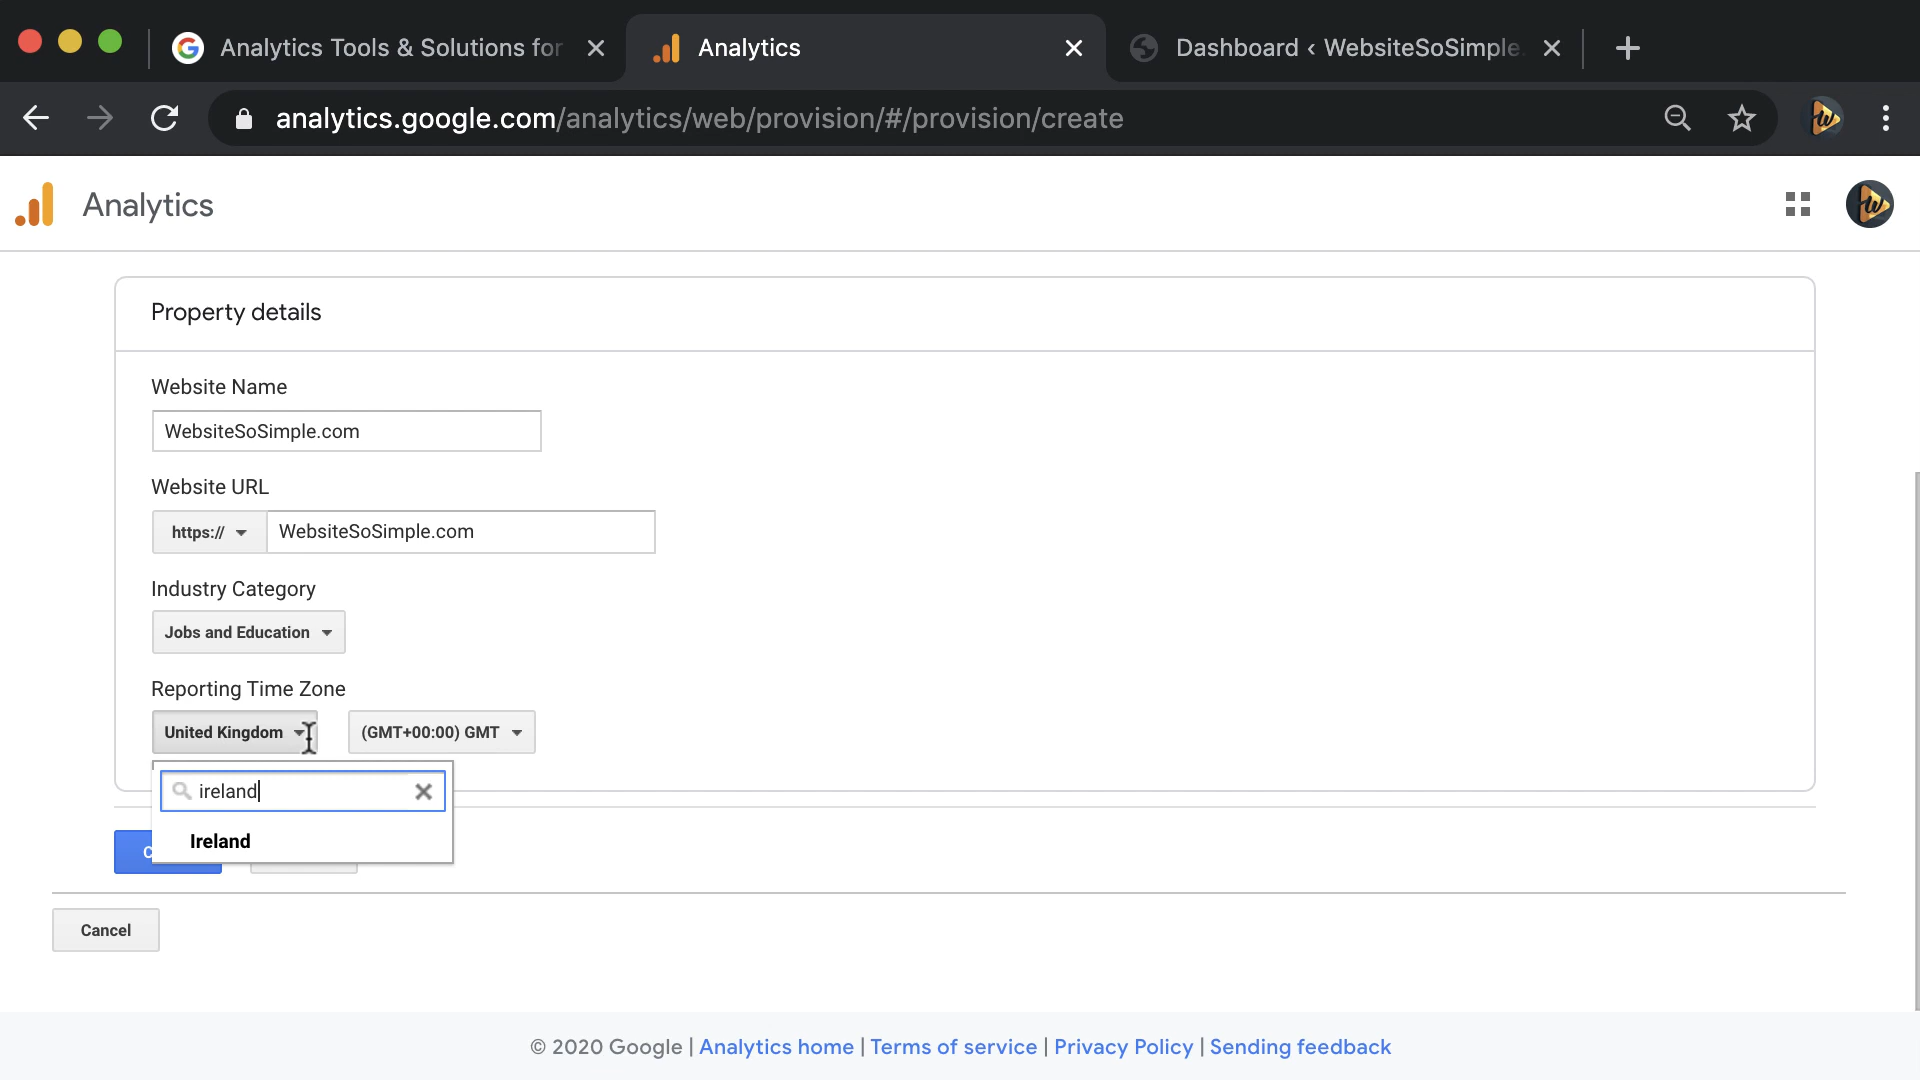 Analytics Tools & Solutions for
Analytics
Dashboard ‹ WebsiteSoSimple.
analytics.google.com/analytics/web/provision/#/provision/create
Analytics
Property details
Website Name
WebsiteSoSimple.com
Website URL
https://
WebsiteSoSimple.com
Industry Category
Jobs and Education
Reporting Time Zone
United Kingdom
(GMT+00:00) GMT
ireland
Ireland
C
Cancel
© 2020 Google | Analytics home | Terms of service | Privacy Policy | Sending feedback